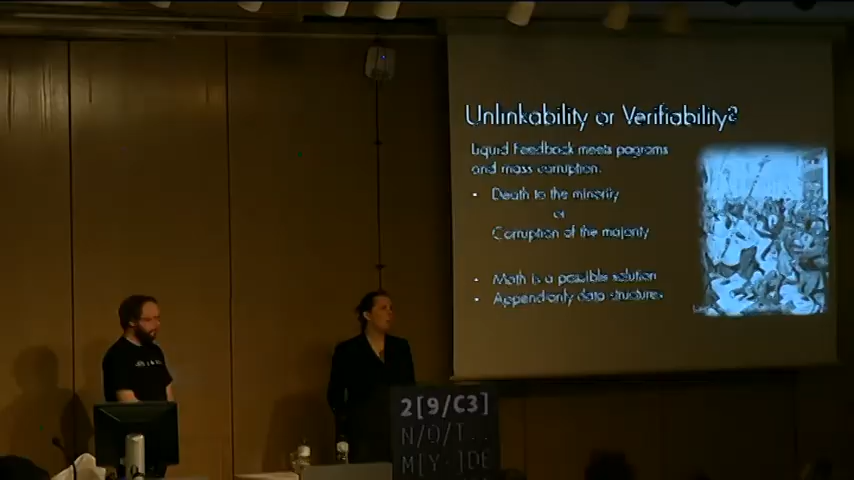 Unlinkability or Verifiability?
Liquid Feedback meets pogroms
and mass corruption.
• Death to the minority
or
Corruption of the majority
• Math is a possible solution
• Append only data structures
2[9/C3]
N/O/T..
M[Y· ]DE